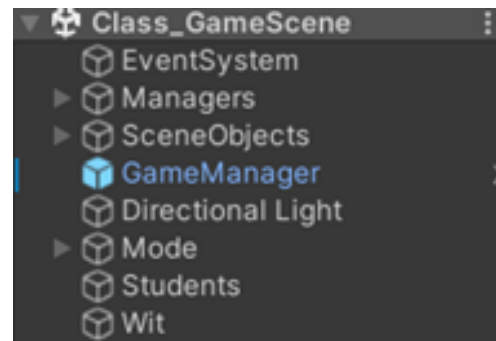 Class_GameScene
EventSystem
Managers
SceneObjects
GameManager
Directional Light
Mode
Students
Wit